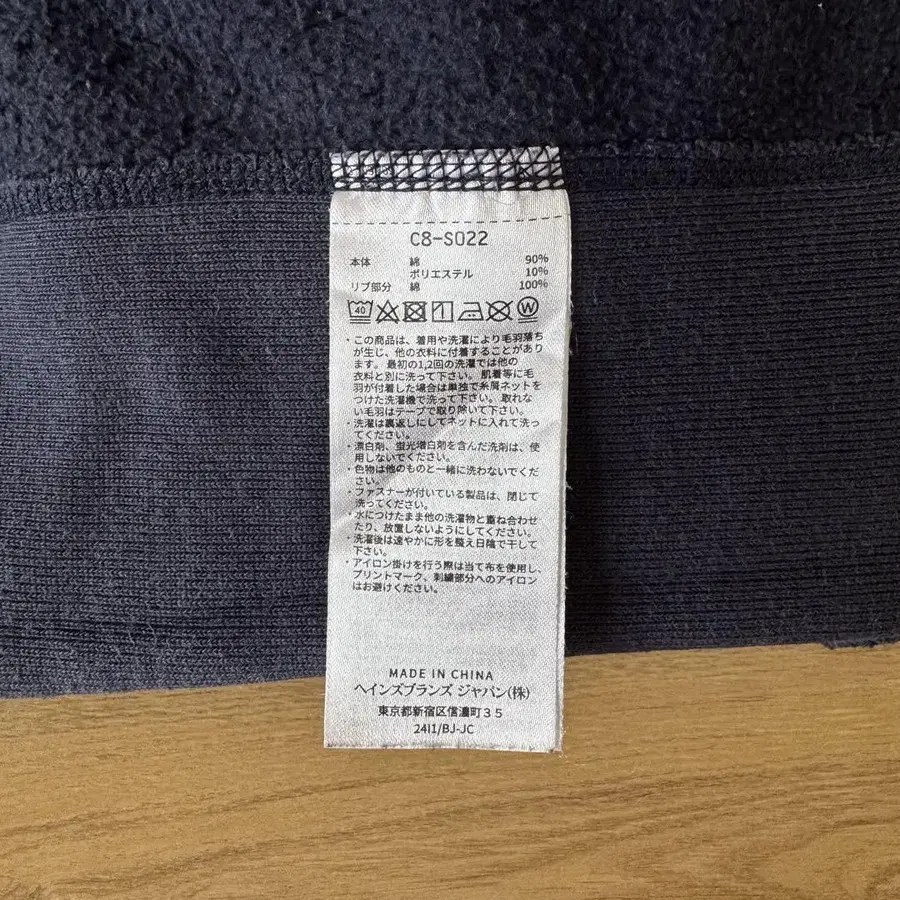 C8-S022
本体 綿 90%
ポリエステル 10%
リブ部分 綿 100%
40
・この商品は、着用や洗濯により毛羽落ち
が生じ、他の衣料に付着することがあり
ます。最初の1,2回の洗濯では他の
衣料と別に洗って下さい。肌着等に毛
羽が付着した場合は単独で糸屑ネットを
つけた洗濯機で洗って下さい。取れな
い毛羽はテープで取り除いて下さい。
・洗濯は裏返しにしてネットに入れて洗っ
てください。
・漂白剤、蛍光増白剤を含んだ洗剤は、使
用しないでください。
・色物は他のものと一緒に洗わないでくだ
さい。
・ファスナーが付いている製品は、閉じて
洗ってください。
・水につけたまま他の洗濯物と重ね合わせ
たり、放置しないようにしてください。
・洗濯後は速やかに形を整え日陰で干して
下さい。
・アイロン掛けを行う際は当て布を使用し、
プリントマーク、刺繍部分へのアイロン
はお避けください。
MADE IN CHINA
ヘインズブランズ ジャパン(株)
東京都新宿区信濃町35
24I1/BJ-JC